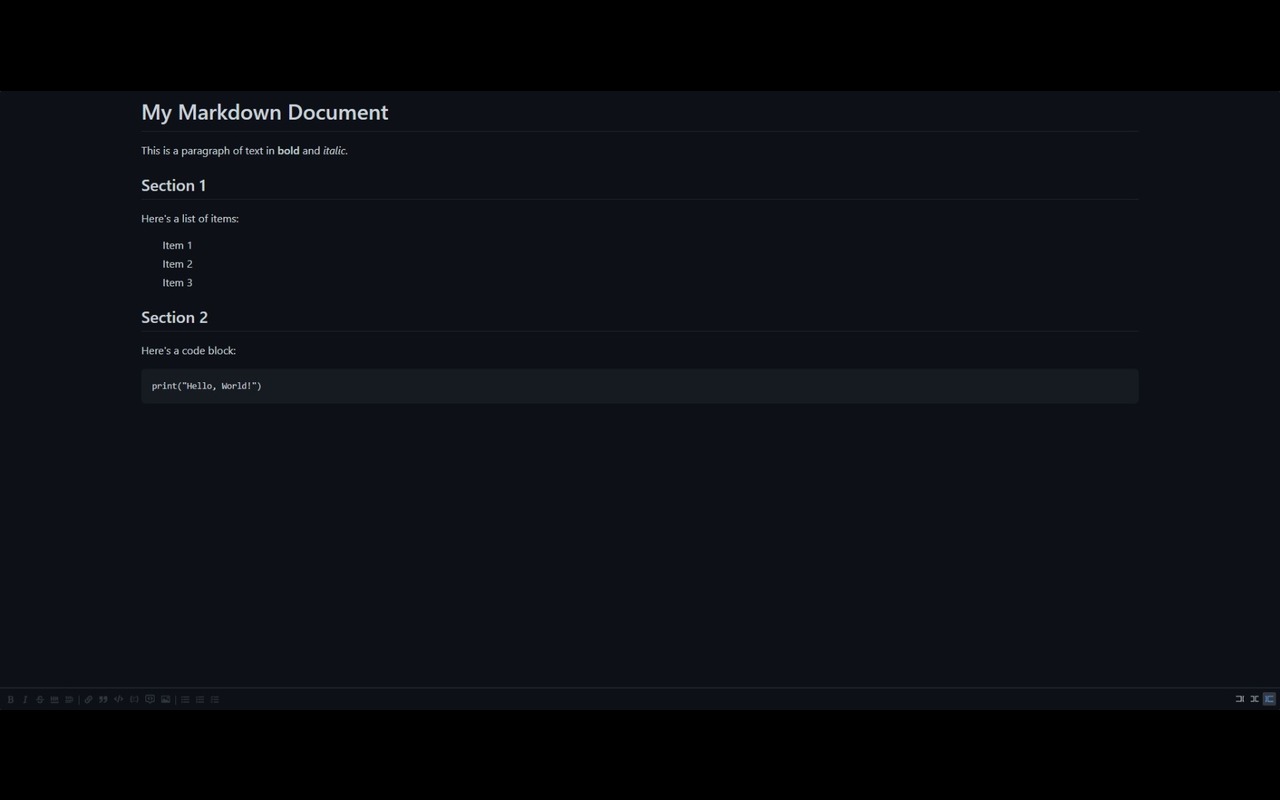 My Markdown Document
This is a paragraph of text in bold and italic.
Section 1
Here's a list of items:
Item 1
Item 2
Item 3
Section 2
Here's a code block:
print("Hello, World!")